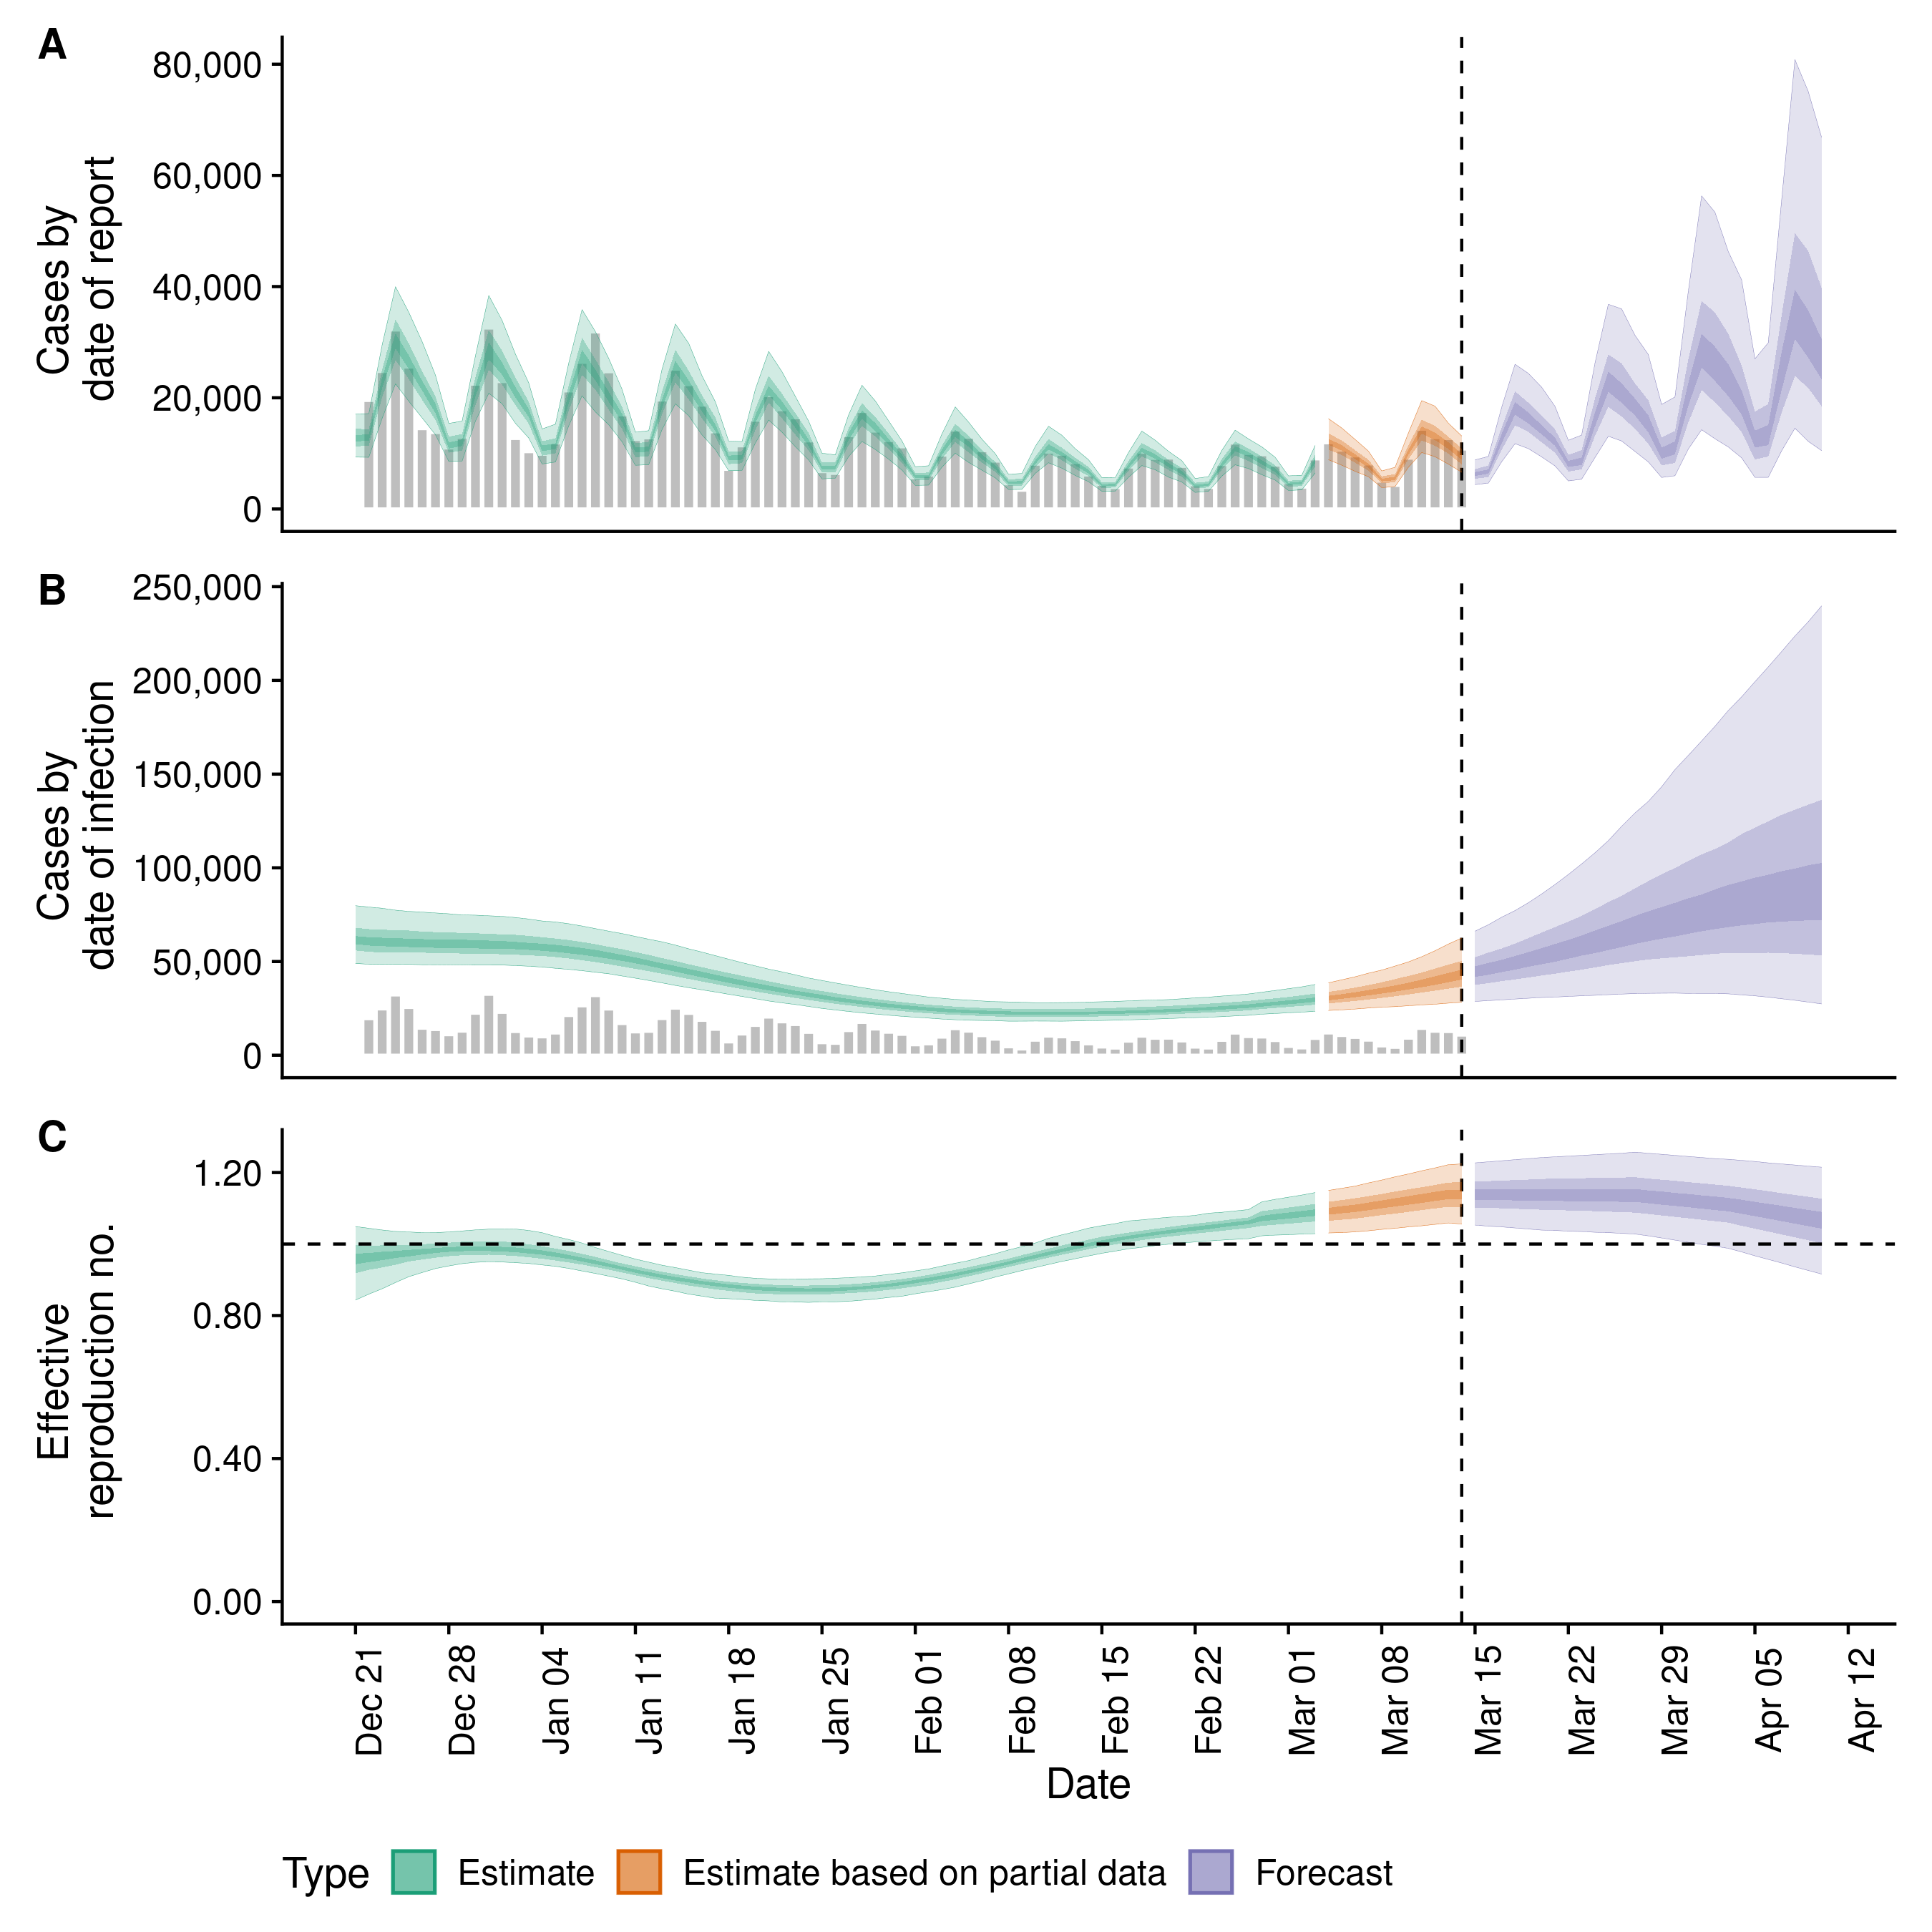 A
80,000
60,000
40,000
20,000
0
Cases by
date of report
B
250,000
200,000
150,000
100,000
50,000
0
Cases by
date of infection
C
1.20
0.80
0.40
0.00
Effective
reproduction no.
Dec 21
Dec 28
Jan 04
Jan 11
Jan 18
Jan 25
Feb 01
Feb 08
Feb 15
Feb 22
Mar 01
Mar 08
Mar 15
Mar 22
Mar 29
Apr 05
Apr 12
Date
Type Estimate Estimate based on partial data Forecast